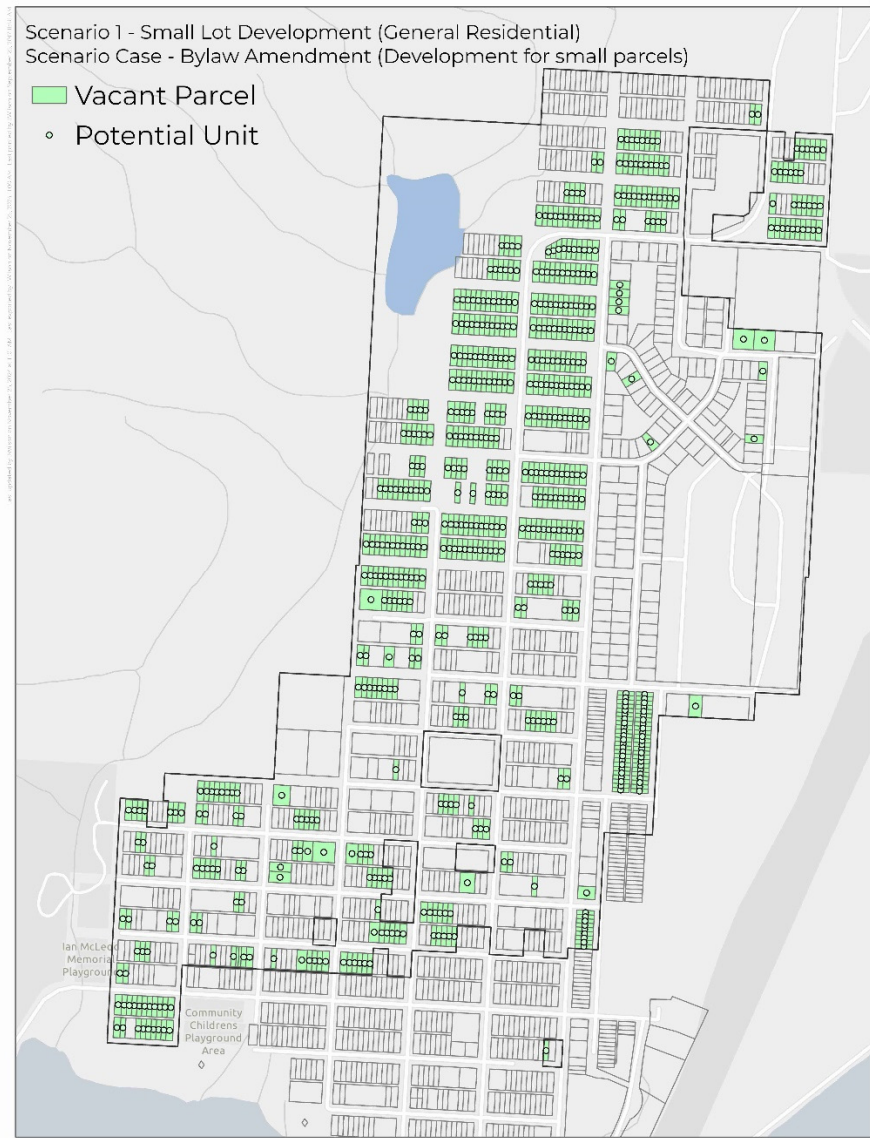 Scenario 1 - Small Lot Development (General Residential)
Scenario Case - Bylaw Amendment (Development for small parcels)
Vacant Parcel
Potential Unit
Ian McLeod
Memorial
Playground
Community
Childrens
Playground
Area